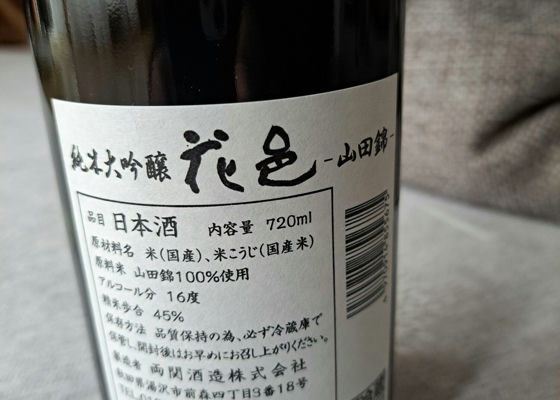 純米大吟醸 花邑 -山田錦-
品目 日本酒 内容量 720ml
原材料名 米(国産)、米こうじ(国産米)
原料米 山田錦100%使用
アルコール分 16度
精米歩合 45%
保存方法 品質保持の為、必ず冷蔵庫で
保管し、開封後はお早めにお召し上がりください。
製造者 両関酒造株式会社
秋田県湯沢市前森四丁目3番18号